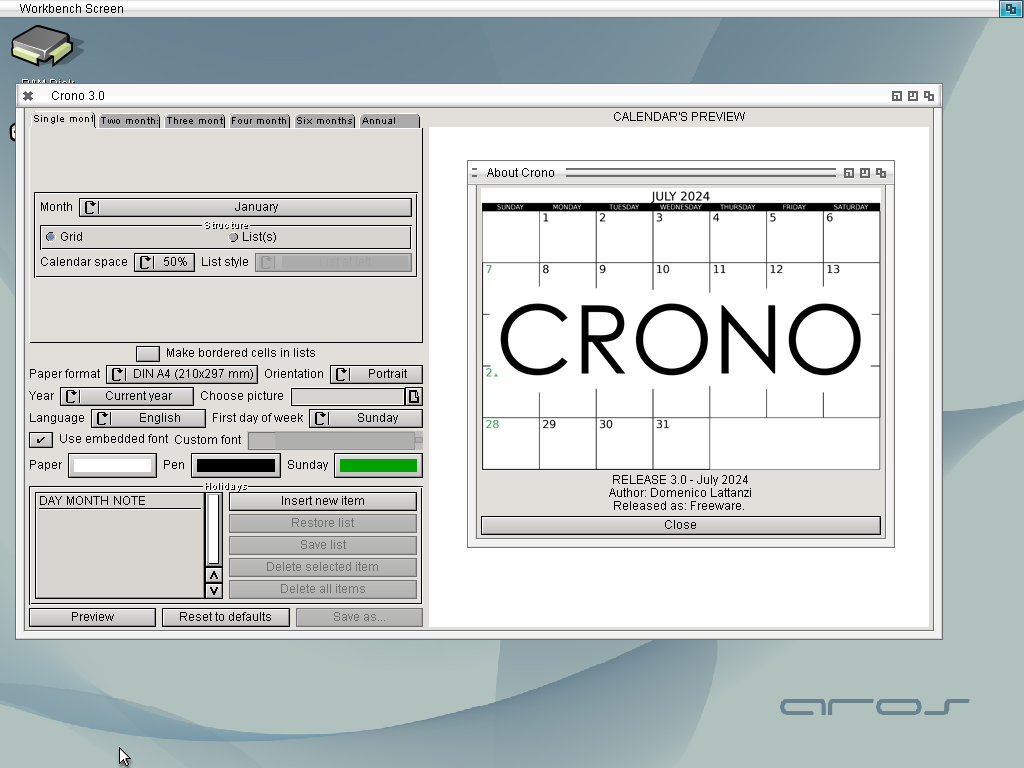 Workbench Screen
RAM Disk
Crono 3.0
Single mont
Two month
Three mont
Four month
Six months
Annual
Month
January
Structure
Grid
List(s)
Calendar space
50%
List style
Make bordered cells in lists
Paper format
DIN A4 (210x297 mm)
Orientation
Portrait
Year
Current year
Choose picture
Language
English
First day of week
Sunday
Use embedded font
Custom font
Paper
Pen
Sunday
Holidays
DAY MONTH NOTE
Insert new item
Restore list
Save list
Delete selected item
Delete all items
Preview
Reset to defaults
Save as...
CALENDAR'S PREVIEW
About Crono
JULY 2024
SUNDAY MONDAY TUESDAY WEDNESDAY THURSDAY FRIDAY SATURDAY
1 2 3 4 5 6
7 8 9 10 11 12 13
CRONO
21
28 29 30 31
RELEASE 3.0 - July 2024
Author: Domenico Lattanzi
Released as: Freeware.
Close
aros